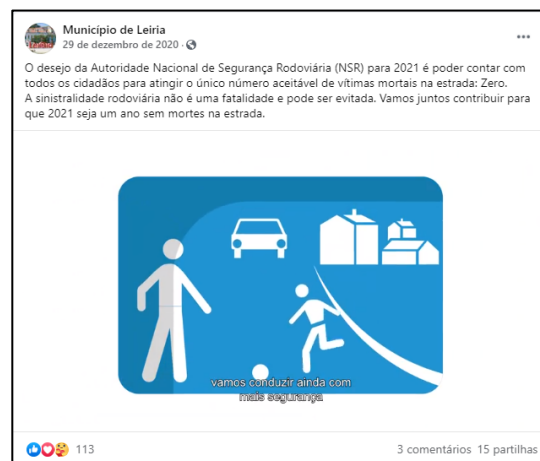 Município de Leiria
29 de dezembro de 2020 ·
O desejo da Autoridade Nacional de Segurança Rodoviária (NSR) para 2021 é poder contar com
todos os cidadãos para atingir o único número aceitável de vítimas mortais na estrada: Zero.
A sinistralidade rodoviária não é uma fatalidade e pode ser evitada. Vamos juntos contribuir para
que 2021 seja um ano sem mortes na estrada.
vamos conduzir ainda com
mais segurança
113
3 comentários 15 partilhas